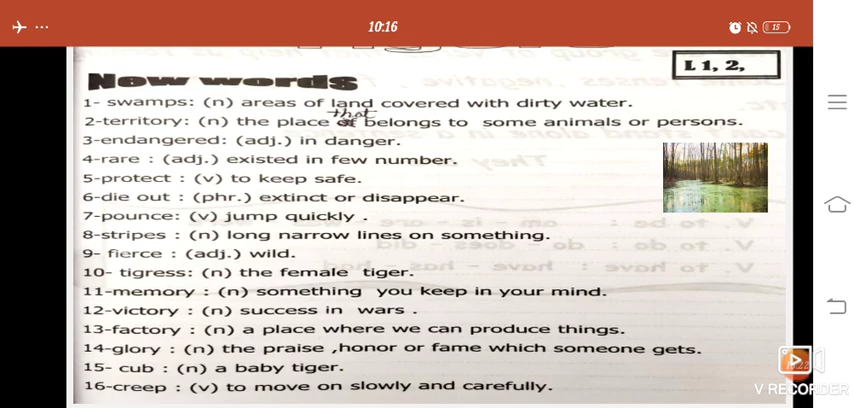 10:16
15
L 1, 2,
New words
1- swamps: (n) areas of land covered with dirty water.
that
2-territory: (n) the place belongs to some animals or persons.
3-endangered: (adj.) in danger.
4-rare : (adj.) existed in few number.
5-protect : (v) to keep safe.
6-die out : (phr.) extinct or disappear.
7-pounce: (v) jump quickly .
8-stripes : (n) long narrow lines on something.
9- fierce : (adj.) wild.
10- tigress: (n) the female tiger.
11-memory : (n) something you keep in your mind.
12-victory : (n) success in wars .
13-factory : (n) a place where we can produce things.
14-glory : (n) the praise ,honor or fame which someone gets.
15- cub : (n) a baby tiger.
16-creep : (v) to move on slowly and carefully.
V RECORDER